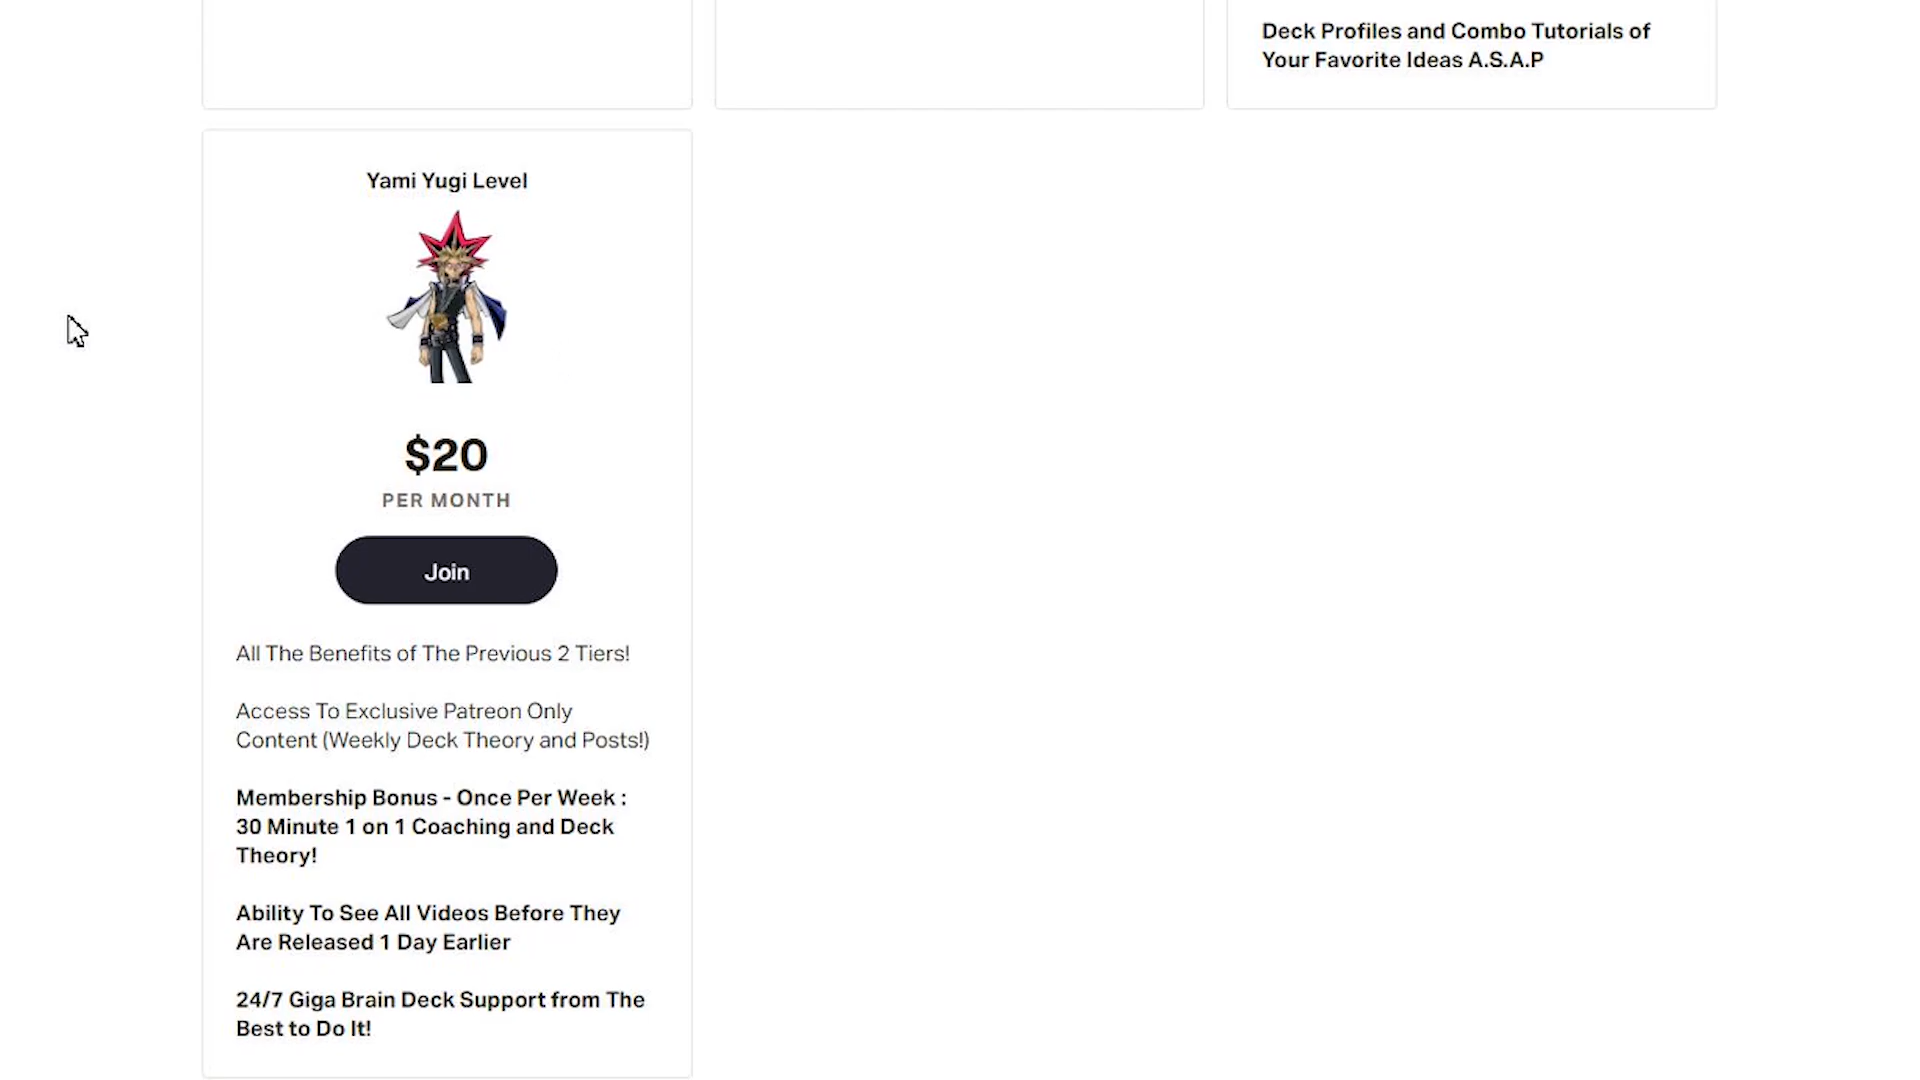 Deck Profiles and Combo Tutorials of
Your Favorite Ideas A.S.A.P
Yami Yugi Level
$20
PER MONTH
Join
All The Benefits of The Previous 2 Tiers!
Access To Exclusive Patreon Only
Content (Weekly Deck Theory and Posts!)
Membership Bonus - Once Per Week :
30 Minute 1 on 1 Coaching and Deck
Theory!
Ability To See All Videos Before They
Are Released 1 Day Earlier
24/7 Giga Brain Deck Support from The
Best to Do It!